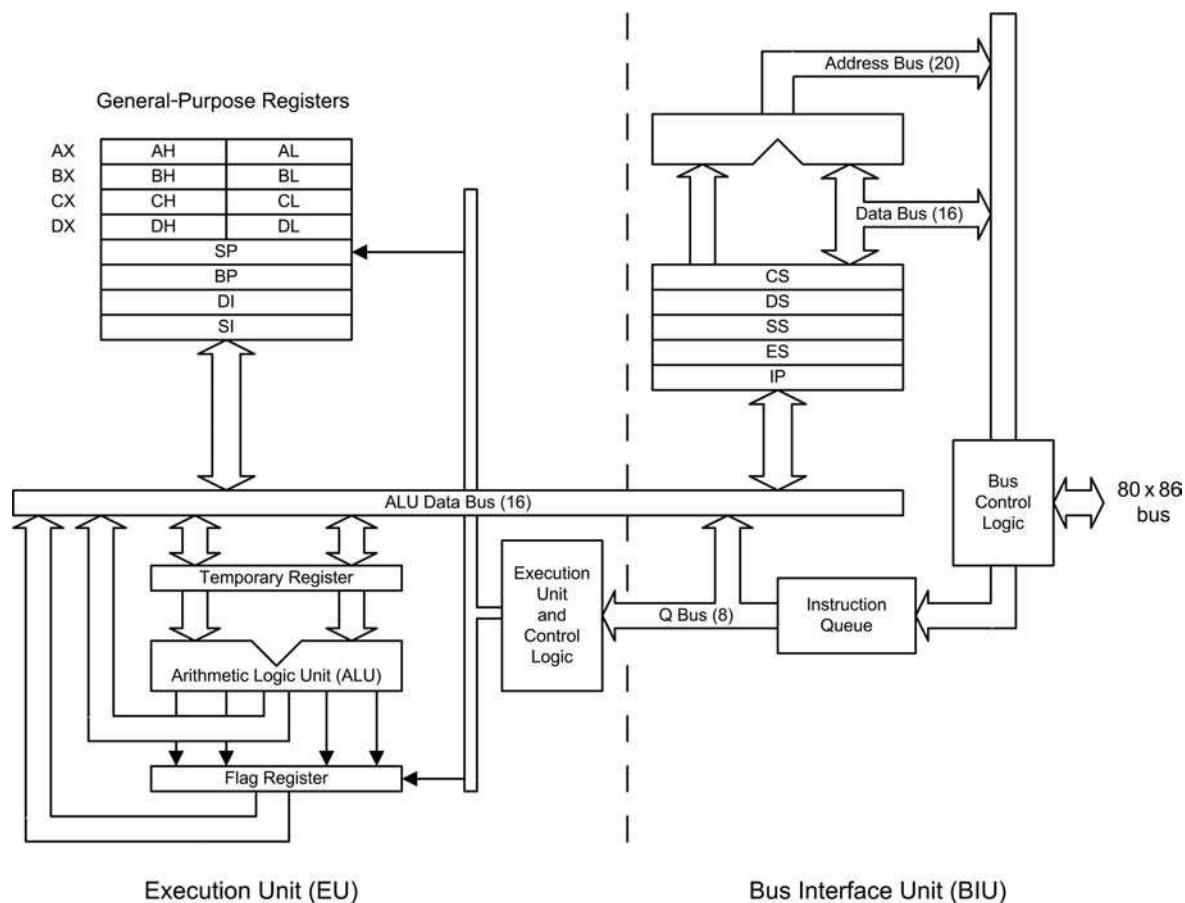 Address Bus (20)
General-Purpose Registers
AX AH AL
BX BH BL
CX CH CL
DX DH DL
SP
BP
DI
SI
Data Bus (16)
CS
DS
SS
ES
IP
ALU Data Bus (16)
Bus
Control
Logic
80 x 86
bus
Temporary Register
Execution
Unit
and
Control
Logic
Q Bus (8)
Instruction
Queue
Arithmetic Logic Unit (ALU)
Flag Register
Execution Unit (EU)
Bus Interface Unit (BIU)